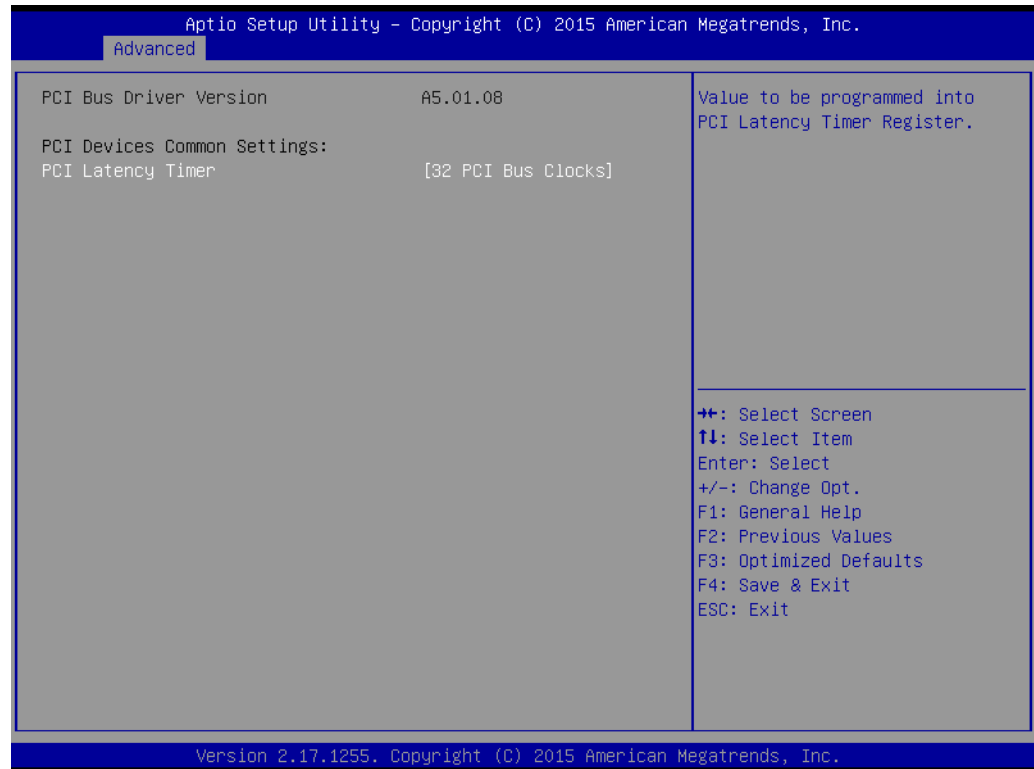 Aptio Setup Utility – Copyright (C) 2015 American Megatrends, Inc.
Advanced
PCI Bus Driver Version A5.01.08
PCI Devices Common Settings:
PCI Latency Timer [32 PCI Bus Clocks]
Value to be programmed into
PCI Latency Timer Register.
→←: Select Screen
↑↓: Select Item
Enter: Select
+/-: Change Opt.
F1: General Help
F2: Previous Values
F3: Optimized Defaults
F4: Save & Exit
ESC: Exit
Version 2.17.1255. Copyright (C) 2015 American Megatrends, Inc.